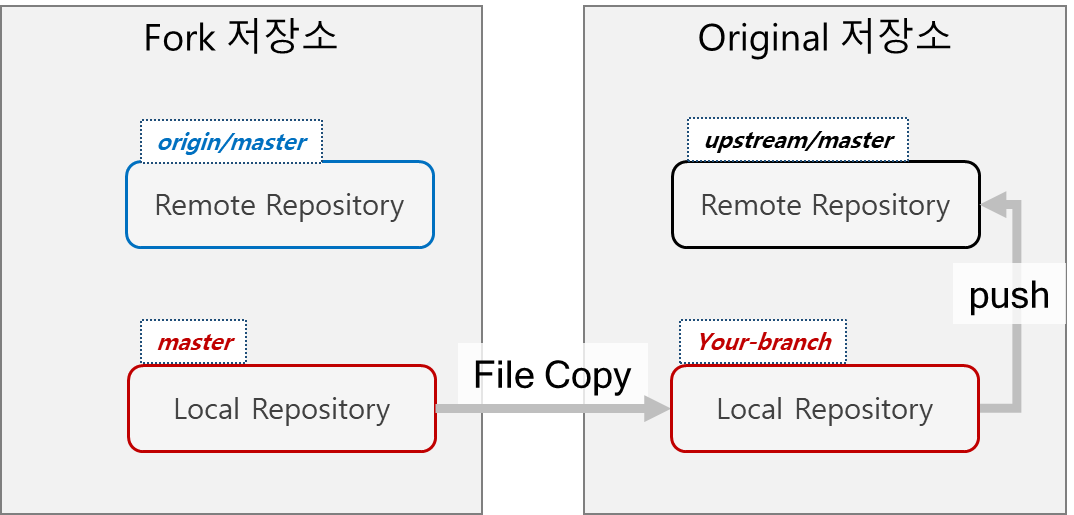 Fork 저장소
Original 저장소
origin/master
upstream/master
Remote Repository
Remote Repository
push
master
Your-branch
File Copy
Local Repository
Local Repository